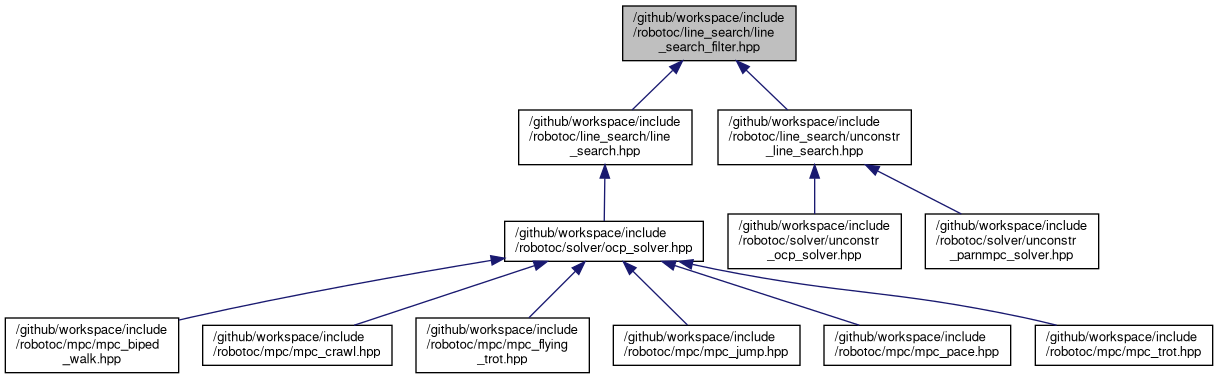 /github/workspace/include
/robotoc/line_search/line
_search_filter.hpp
/github/workspace/include
/robotoc/line_search/line
_search.hpp
/github/workspace/include
/robotoc/line_search/unconstr
_line_search.hpp
/github/workspace/include
/robotoc/solver/ocp_solver.hpp
/github/workspace/include
/robotoc/solver/unconstr
_ocp_solver.hpp
/github/workspace/include
/robotoc/solver/unconstr
_parnmpc_solver.hpp
/github/workspace/include
/robotoc/mpc/mpc_biped
_walk.hpp
/github/workspace/include
/robotoc/mpc/mpc_crawl.hpp
/github/workspace/include
/robotoc/mpc/mpc_flying
_trot.hpp
/github/workspace/include
/robotoc/mpc/mpc_jump.hpp
/github/workspace/include
/robotoc/mpc/mpc_pace.hpp
/github/workspace/include
/robotoc/mpc/mpc_trot.hpp